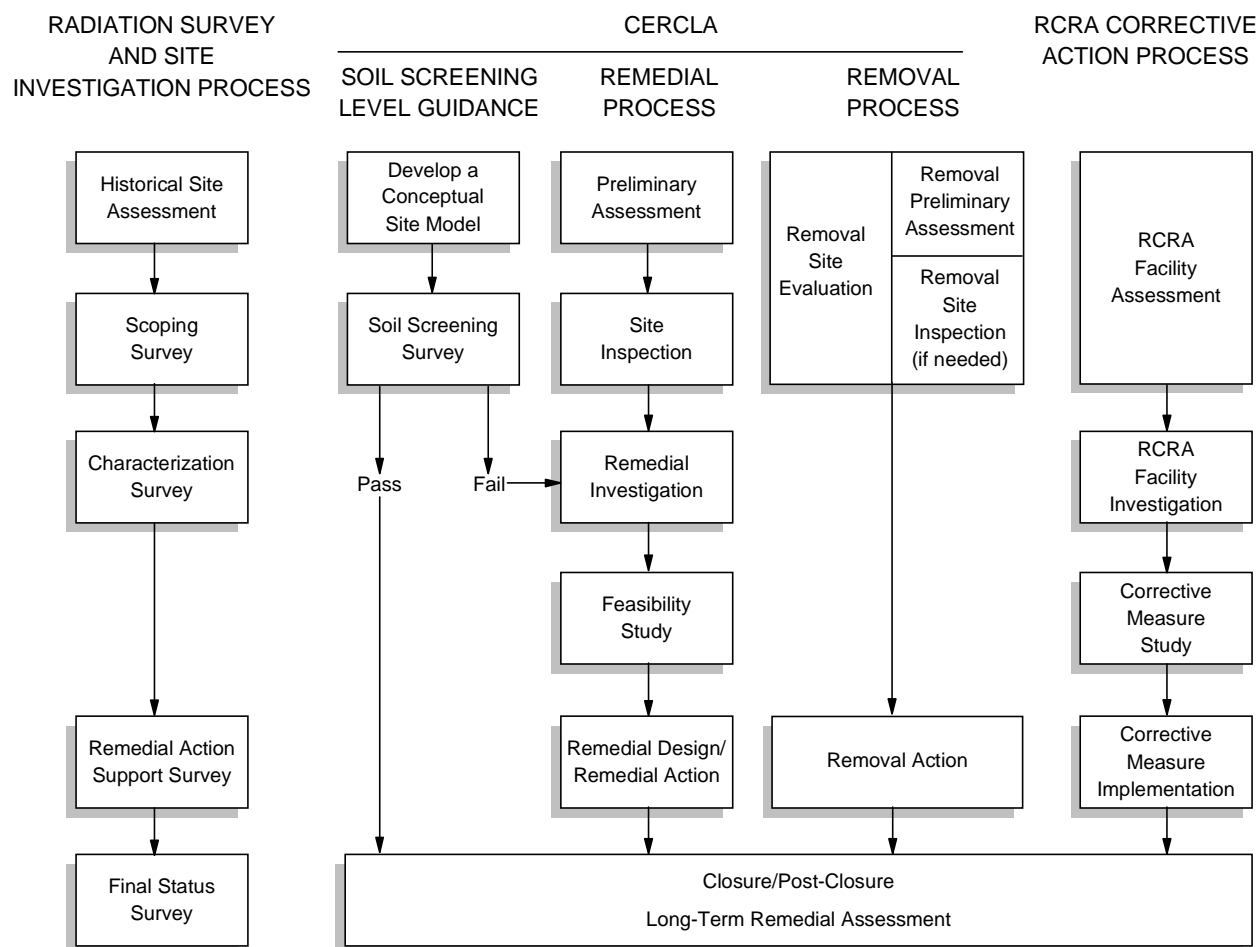 RADIATION SURVEY
AND SITE
INVESTIGATION PROCESS
CERCLA
RCRA CORRECTIVE
ACTION PROCESS
SOIL SCREENING
LEVEL GUIDANCE
REMEDIAL
PROCESS
REMOVAL
PROCESS
Historical Site
Assessment
Develop a
Conceptual
Site Model
Preliminary
Assessment
Removal
Site
Evaluation
Removal
Preliminary
Assessment
Removal
Site
Inspection
(if needed)
RCRA
Facility
Assessment
Scoping
Survey
Soil Screening
Survey
Site
Inspection
Characterization
Survey
Pass
Fail
Remedial
Investigation
RCRA
Facility
Investigation
Feasibility
Study
Corrective
Measure
Study
Remedial Action
Support Survey
Remedial Design/
Remedial Action
Removal Action
Corrective
Measure
Implementation
Final Status
Survey
Closure/Post-Closure
Long-Term Remedial Assessment